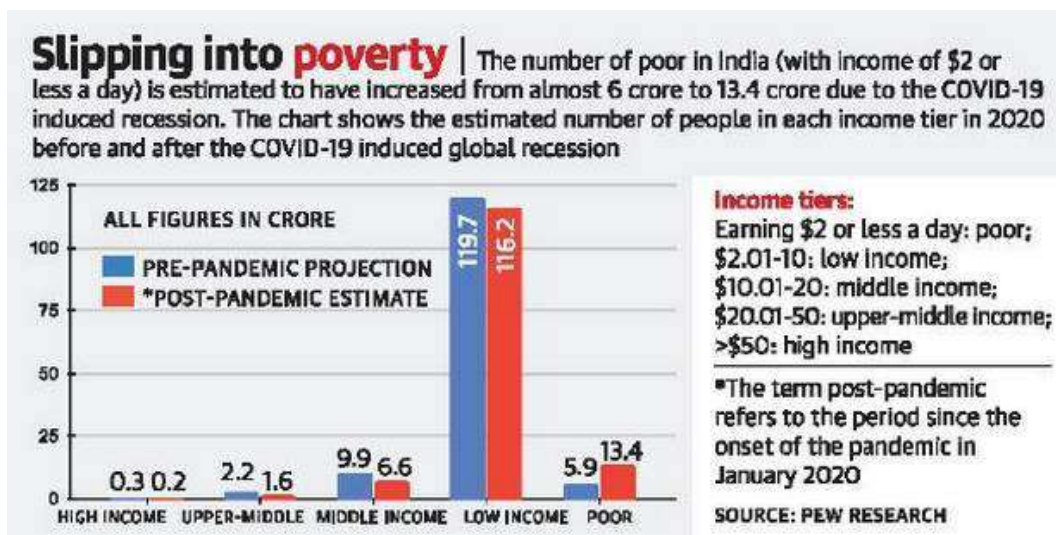 Slipping into poverty | The number of poor in India (with income of $2 or
less a day) is estimated to have increased from almost 6 crore to 13.4 crore due to the COVID-19
induced recession. The chart shows the estimated number of people in each income tier in 2020
before and after the COVID-19 induced global recession
125
100
75
50
25
0
ALL FIGURES IN CRORE
PRE-PANDEMIC PROJECTION
*POST-PANDEMIC ESTIMATE
0.3 0.2
2.2 1.6
9.9 6.6
119.7 116.2
5.9 13.4
HIGH INCOME UPPER-MIDDLE MIDDLE INCOME LOW INCOME POOR
Income tiers:
Earning $2 or less a day: poor;
$2.01-10: low income;
$10.01-20: middle income;
$20.01-50: upper-middle income;
>$50: high income
*The term post-pandemic
refers to the period since the
onset of the pandemic in
January 2020
SOURCE: PEW RESEARCH